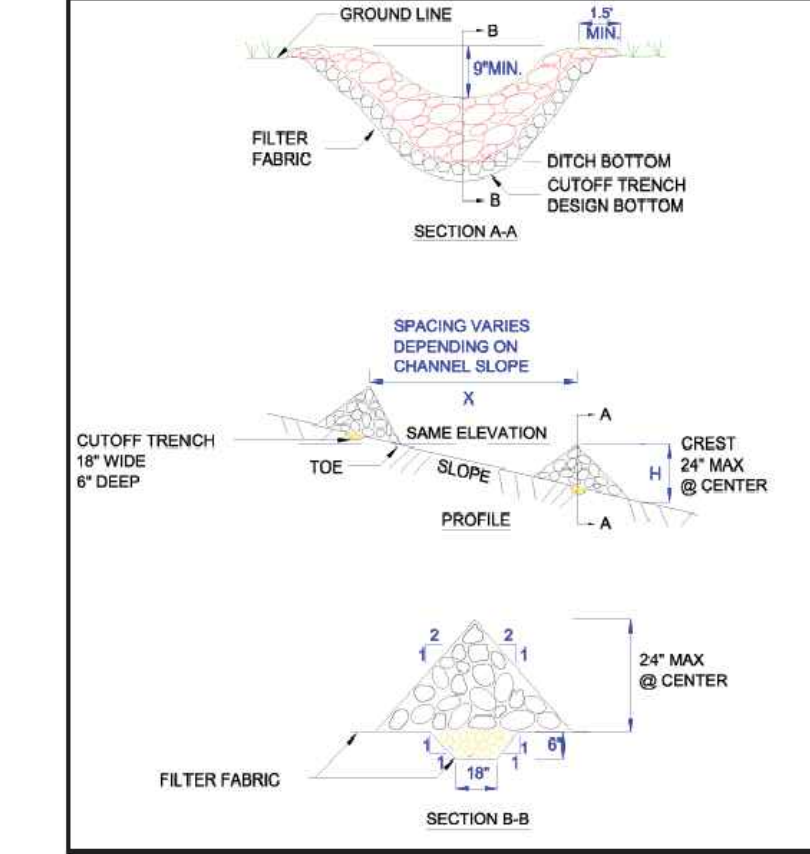 GROUND LINE
B
1.5'
MIN.
9"MIN.
FILTER
FABRIC
DITCH BOTTOM
CUTOFF TRENCH
DESIGN BOTTOM
B
SECTION A-A
SPACING VARIES
DEPENDING ON
CHANNEL SLOPE
X
A
CUTOFF TRENCH
18" WIDE
6" DEEP
SAME ELEVATION
TOE
SLOPE
H
CREST
24" MAX
@ CENTER
PROFILE
A
2
1
2
1
24" MAX
@ CENTER
1
1
1
1
6"
18"
FILTER FABRIC
SECTION B-B